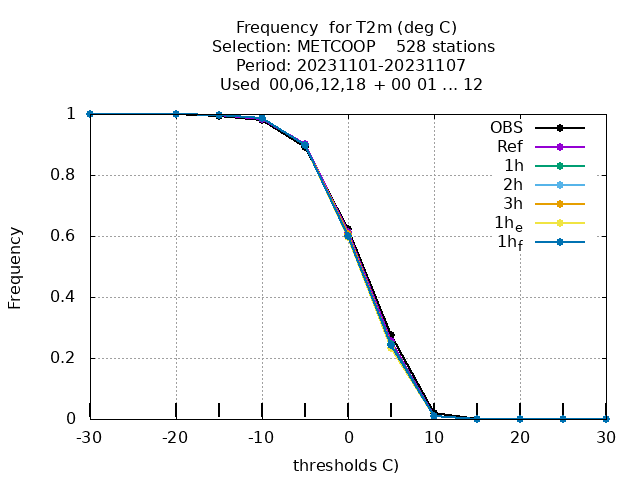 Frequency  for T2m (deg C)
Selection: METCOOP    528 stations
Period: 20231101-20231107
Used  00,06,12,18  + 00 01 ... 12
OBS
Ref
1h
2h
3h
1he
1hf
1
0.8
0.6
0.4
0.2
0
Frequency
-30
-20
-10
0
10
20
30
thresholds C)